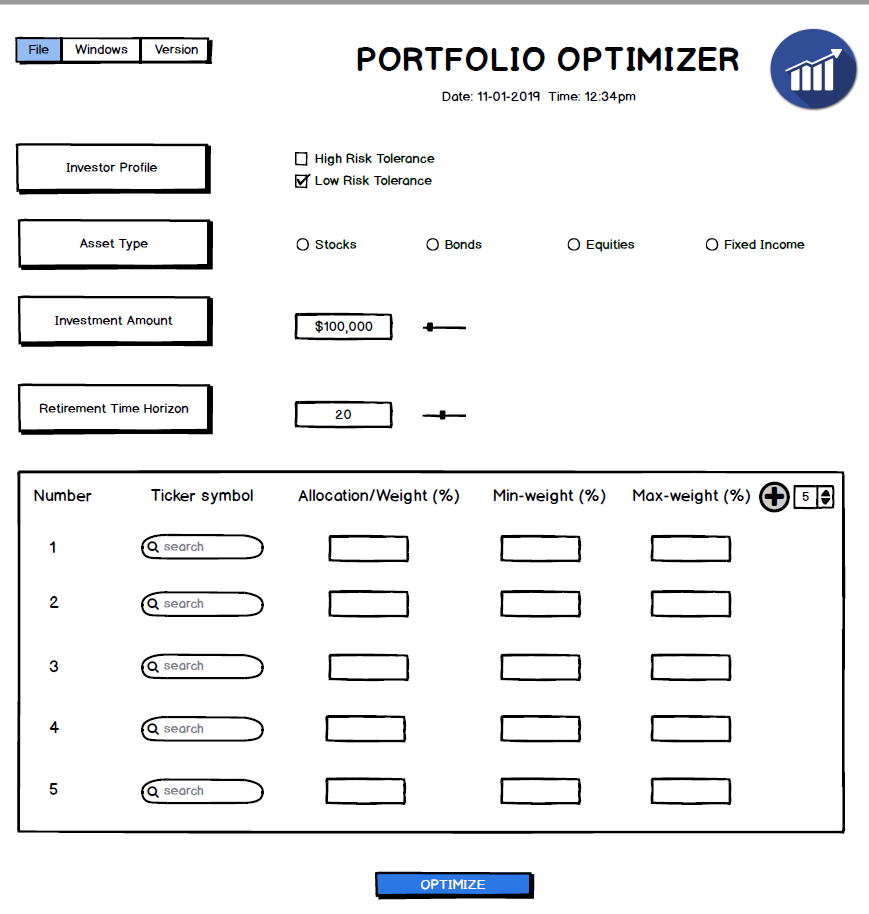 File Windows Version
PORTFOLIO OPTIMIZER
Date: 11-01-2019 Time: 12:34pm
Investor Profile
High Risk Tolerance
Low Risk Tolerance
Asset Type
Stocks Bonds Equities Fixed Income
Investment Amount
$100,000
Retirement Time Horizon
20
Number Ticker symbol Allocation/Weight (%) Min-weight (%) Max-weight (%) 5
1 search
2 search
3 search
4 search
5 search
OPTIMIZE